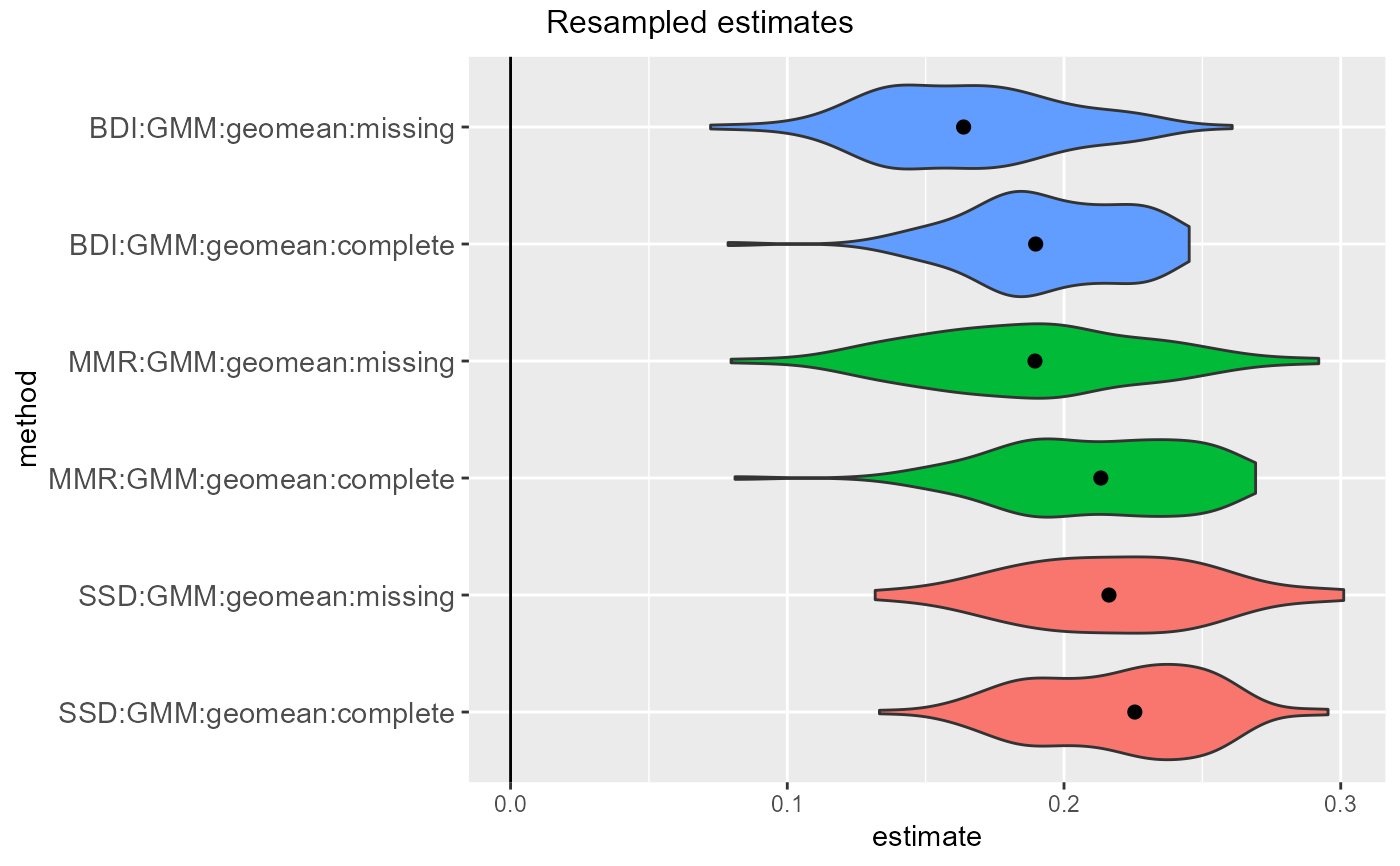 Resampled estimates
BDI:GMM:geomean:missing
BDI:GMM:geomean:complete
MMR:GMM:geomean:missing
MMR:GMM:geomean:complete
SSD:GMM:geomean:missing
SSD:GMM:geomean:complete
method
0.0 0.1 0.2 0.3
estimate